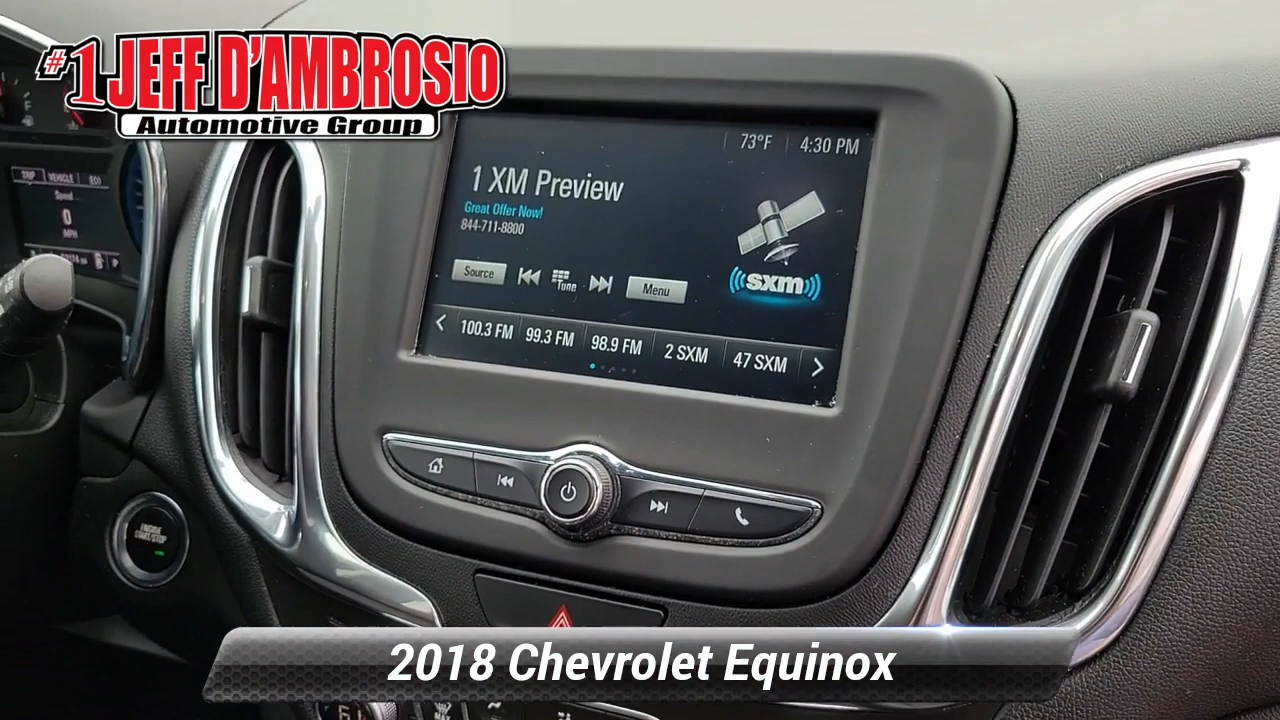 #1 JEFF D'AMBROSIO
Automotive Group
73°F 4:30 PM
1 XM Preview
Great Offer Now!
844-711-8800
Source Tune Menu
sxm
100.3 FM 99.3 FM 98.9 FM 2 SXM 47 SXM
TRIP VEHICLE ECO
Speed
0
MPH
P
ENGINE
START/STOP
2018 Chevrolet Equinox